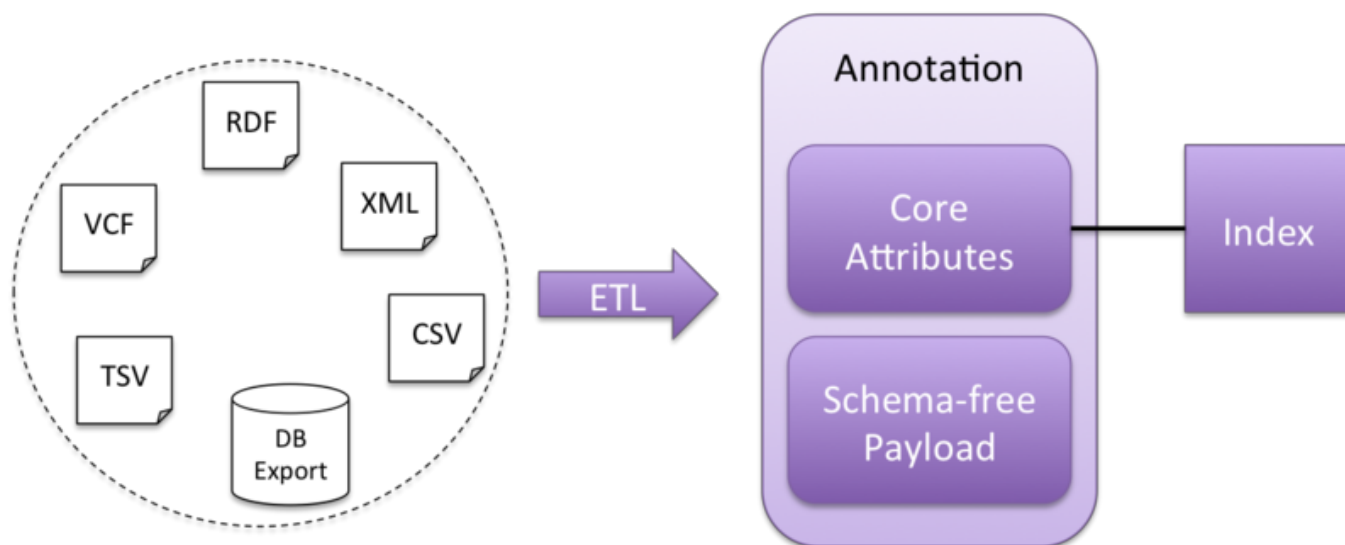 RDF
VCF
XML
CSV
TSV
DB
Export
ETL
Annotation
Core
Attributes
Schema-free
Payload
Index